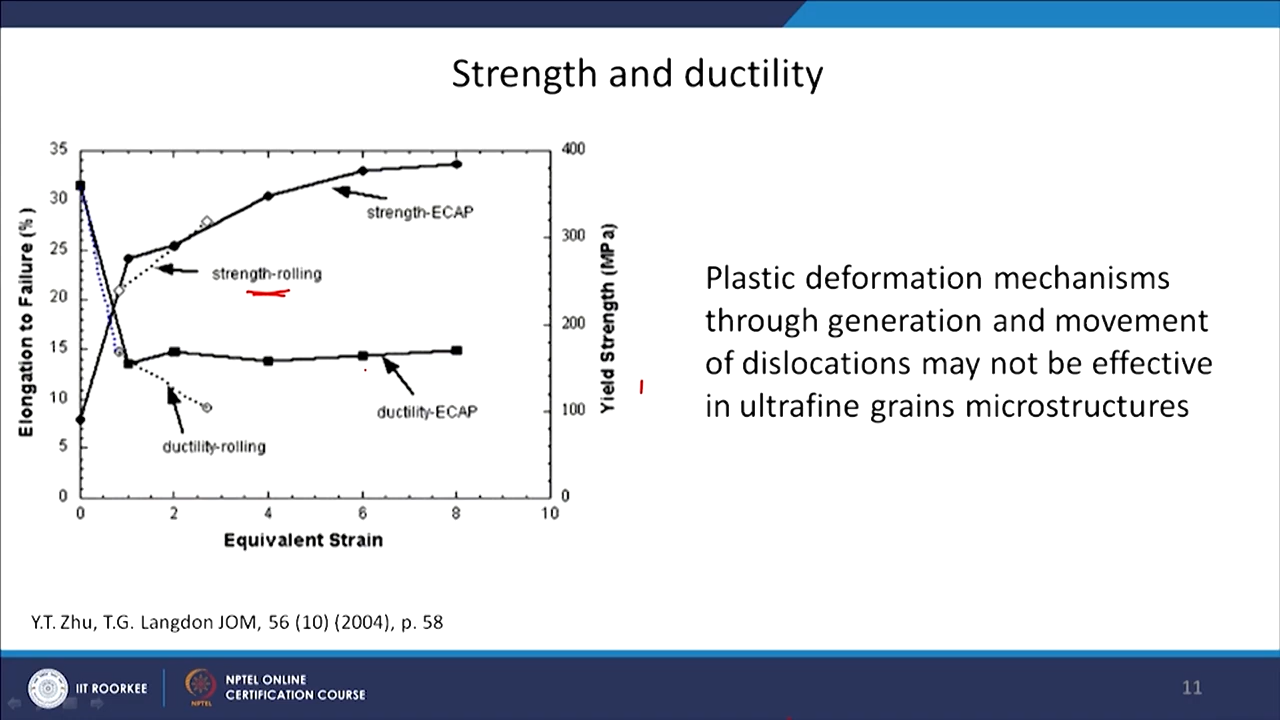 Strength and ductility
35
30
25
20
15
10
5
0
400
300
200
100
0
0 2 4 6 8 10
Elongation to Failure (% )
Yield Strength (MPa)
Equivalent Strain
strength-ECAP
strength-rolling
ductility-ECAP
ductility-rolling
Plastic deformation mechanisms
through generation and movement
of dislocations may not be effective
in ultrafine grains microstructures
Y.T. Zhu, T.G. Langdon JOM, 56 (10) (2004), p. 58
IIT ROORKEE
NPTEL
NPTEL ONLINE
CERTIFICATION COURSE
11